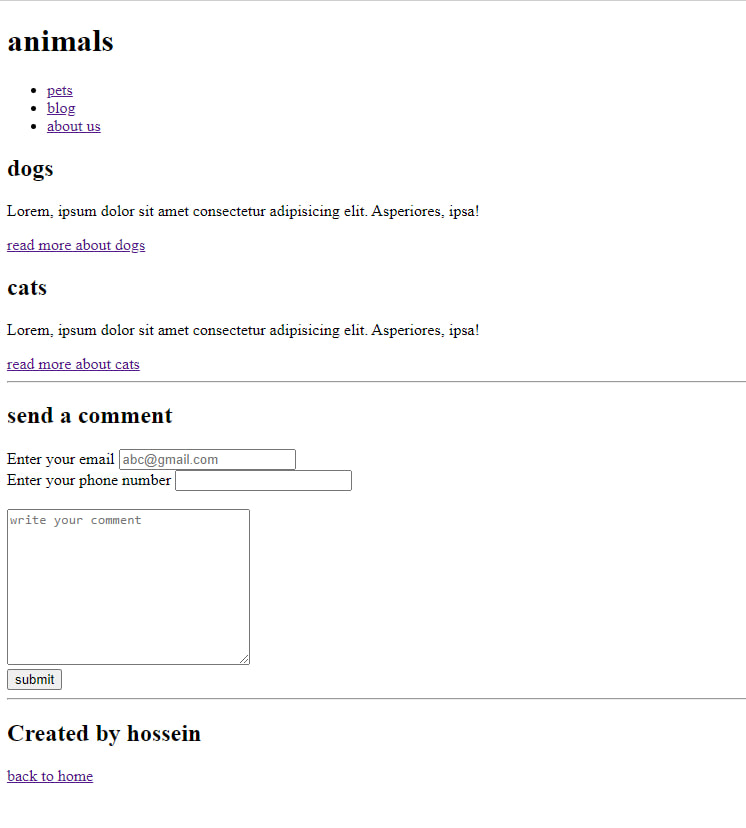 animals
pets
blog
about us
dogs
Lorem, ipsum dolor sit amet consectetur adipisicing elit. Asperiores, ipsa!
read more about dogs
cats
Lorem, ipsum dolor sit amet consectetur adipisicing elit. Asperiores, ipsa!
read more about cats
send a comment
Enter your email abc@gmail.com
Enter your phone number
write your comment
submit
Created by hossein
back to home